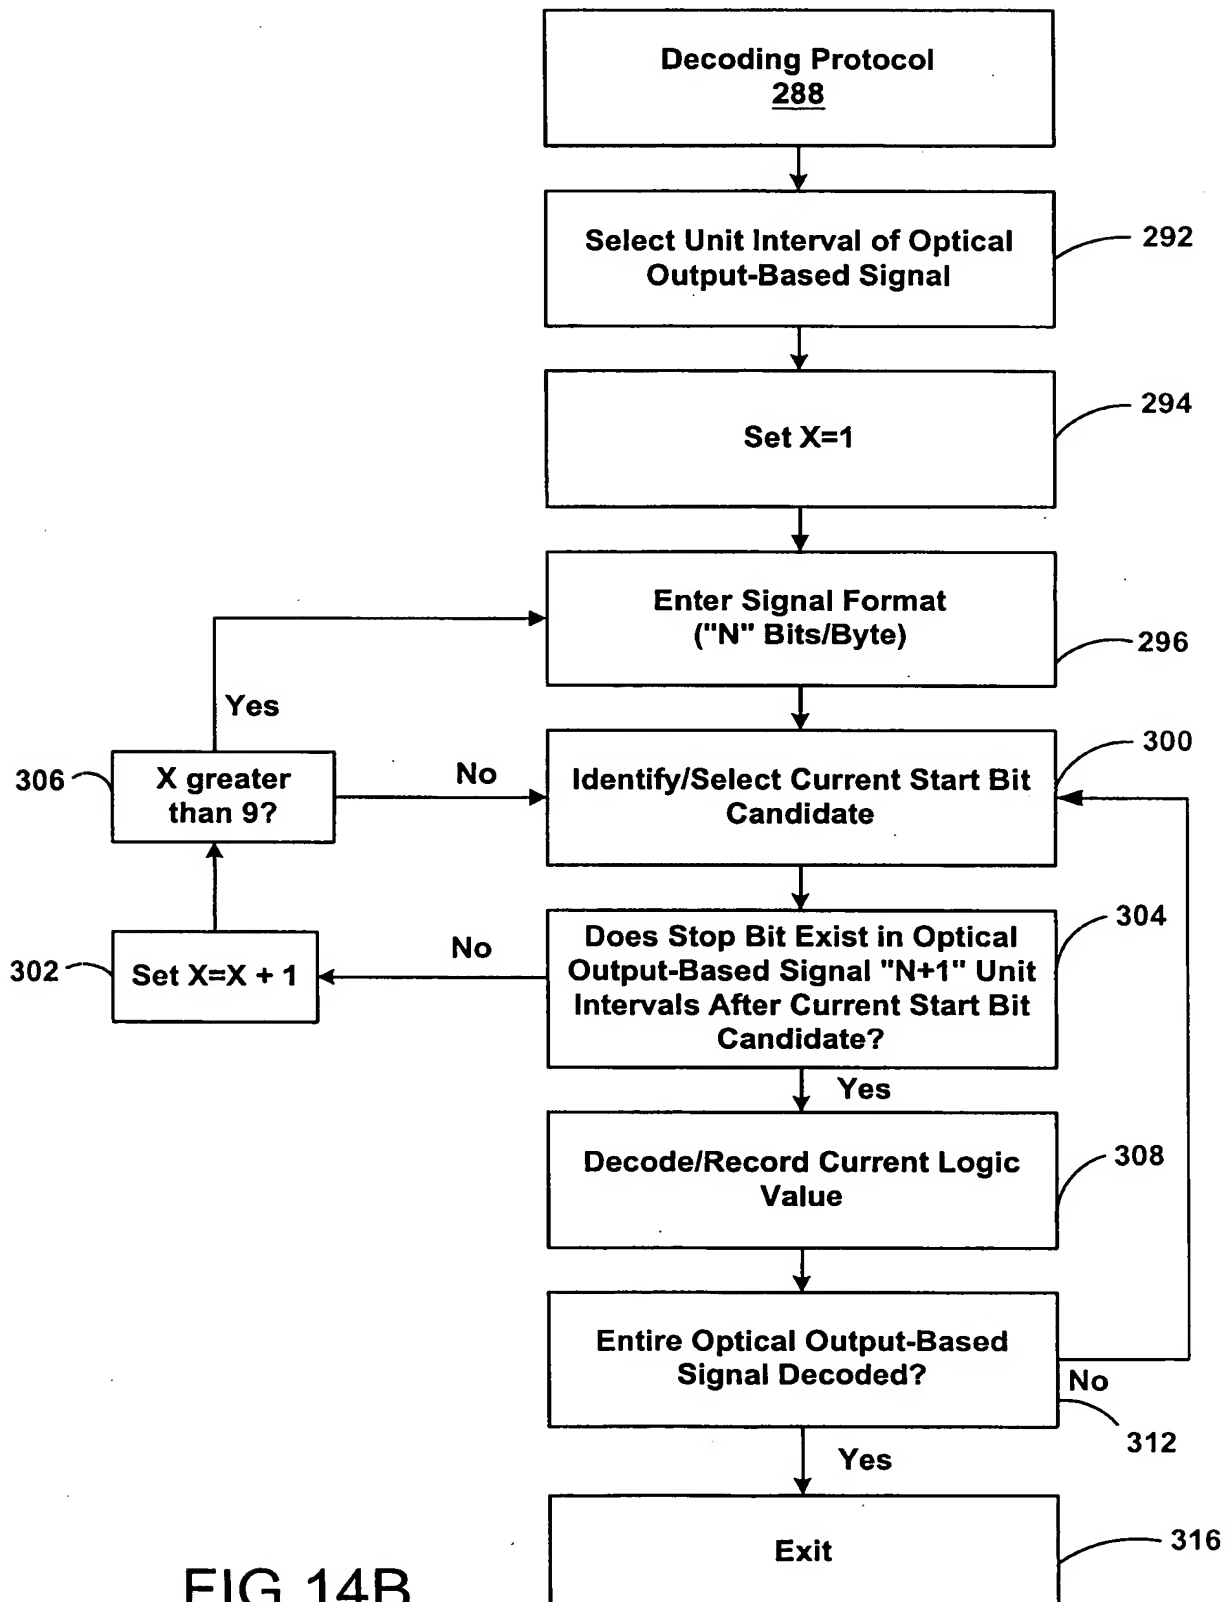 Decoding Protocol
288
Select Unit Interval of Optical
Output-Based Signal
292
Set X=1
294
Enter Signal Format
("N" Bits/Byte)
296
Yes
306
X greater
than 9?
No
Identify/Select Current Start Bit
Candidate
300
302
Set X=X + 1
No
Does Stop Bit Exist in Optical
Output-Based Signal "N+1" Unit
Intervals After Current Start Bit
Candidate?
304
Yes
Decode/Record Current Logic
Value
308
Entire Optical Output-Based
Signal Decoded?
No
312
Yes
Exit
316
FIG 14B